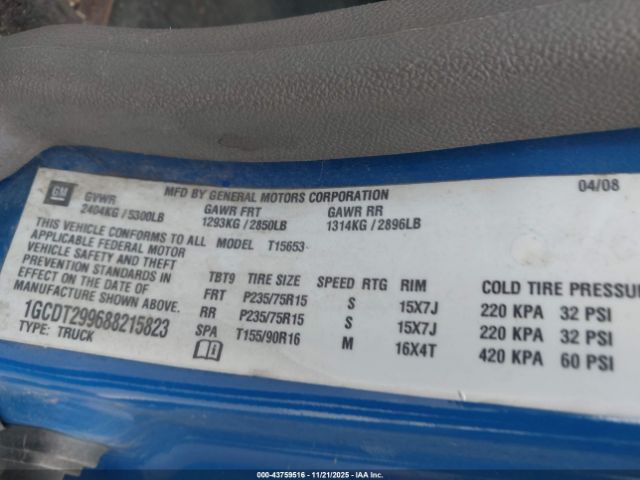 GM
MFD BY GENERAL MOTORS CORPORATION
04/08
GVWR GAWR FRT GAWR RR
2404KG / 5300LB 1293KG / 2850LB 1314KG / 2896LB
THIS VEHICLE CONFORMS TO ALL MODEL T15653
APPLICABLE FEDERAL MOTOR
VEHICLE SAFETY AND THEFT
PREVENTION STANDARDS IN
EFFECT ON THE DATE OF
MANUFACTURE SHOWN ABOVE.
1GCDT299688215823
TYPE: TRUCK
TBT9 TIRE SIZE SPEED RTG RIM COLD TIRE PRESSU
FRT P235/75R15 S 15X7J 220 KPA 32 PSI
RR P235/75R15 S 15X7J 220 KPA 32 PSI
SPA T155/90R16 M 16X4T 420 KPA 60 PSI
000-43759516 - 11/21/2025 - IAA Inc.